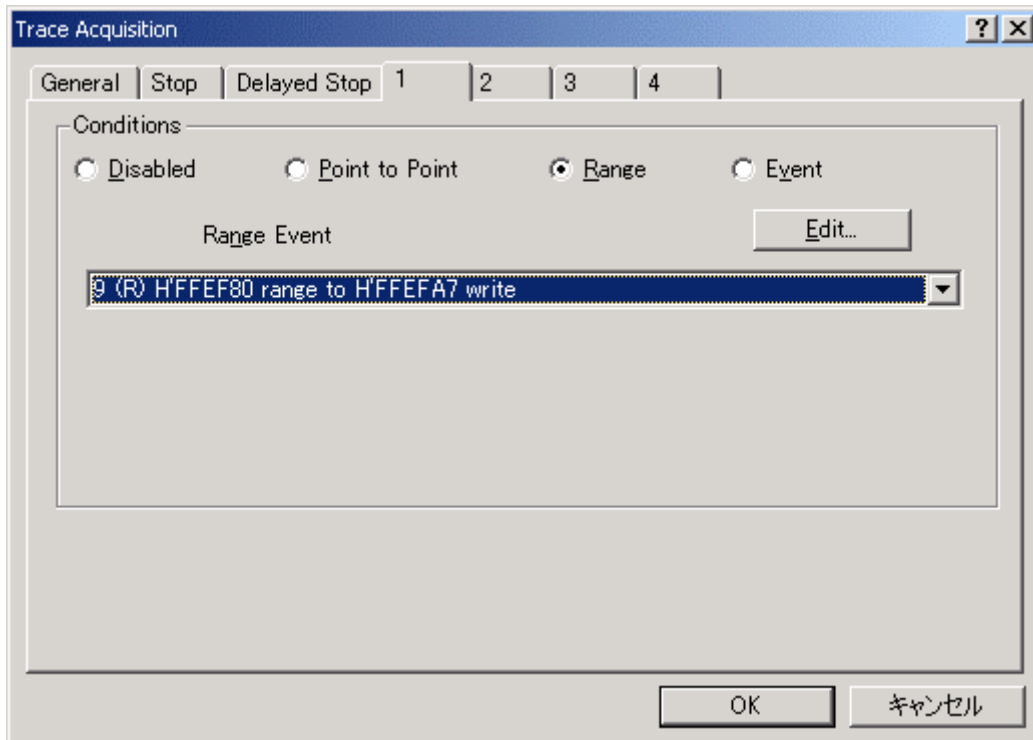 Trace Acquisition
General Stop Delayed Stop 1 2 3 4
Conditions
Disabled Point to Point Range Event
Range Event Edit...
9 (R) H'FFEF80 range to H'FFEFA7 write
OK キャンセル